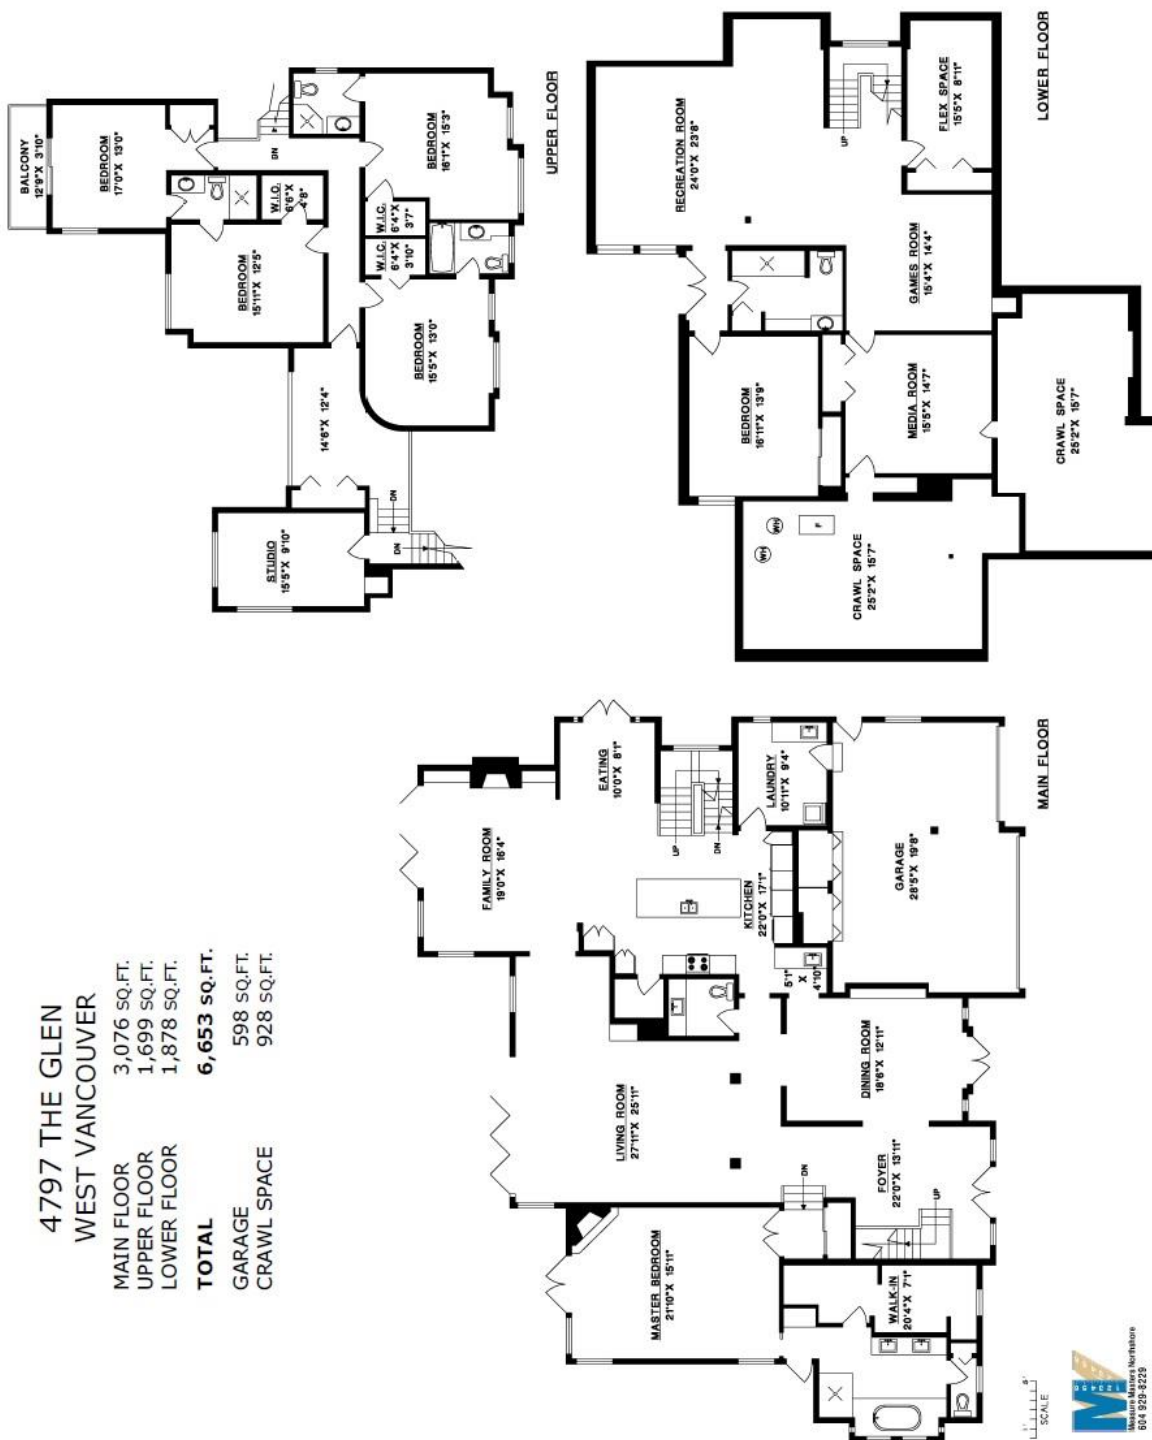 4797 THE GLEN
WEST VANCOUVER
MAIN FLOOR 3,076 SQ.FT.
UPPER FLOOR 1,699 SQ.FT.
LOWER FLOOR 1,878 SQ.FT.
TOTAL 6,653 SQ.FT.
GARAGE 598 SQ.FT.
CRAWL SPACE 928 SQ.FT.
BALCONY
12'9"X 3'10"
BEDROOM
17'0"X 13'0"
W.I.C.
6'6"X
4'8"
BEDROOM
15'11"X 12'5"
DN
BEDROOM
16'1"X 15'3"
W.I.C.
6'4"X
3'7"
W.I.C.
6'4"X
3'10"
BEDROOM
15'5"X 13'0"
14'6"X 12'4"
STUDIO
15'5"X 9'10"
DN
DN
UPPER FLOOR
RECREATION ROOM
24'0"X 23'8"
UP
FLEX SPACE
15'5"X 8'11"
GAMES ROOM
15'4"X 14'4"
BEDROOM
16'11"X 13'9"
MEDIA ROOM
15'5"X 14'7"
CRAWL SPACE
25'2"X 15'7"
WH
WH
F
CRAWL SPACE
25'2"X 15'7"
LOWER FLOOR
FAMILY ROOM
19'0"X 16'4"
EATING
10'0"X 8'1"
UP
DN
LAUNDRY
10'11"X 9'4"
KITCHEN
22'0"X 17'1"
GARAGE
28'5"X 19'8"
5'1"
X
4'10"
LIVING ROOM
27'11"X 25'11"
DINING ROOM
18'6"X 12'11"
DN
FOYER
22'0"X 13'11"
UP
MASTER BEDROOM
21'10"X 15'11"
WALK-IN
20'4"X 7'1"
MAIN FLOOR
SCALE
Measure Masters Northshore
604 929-8229